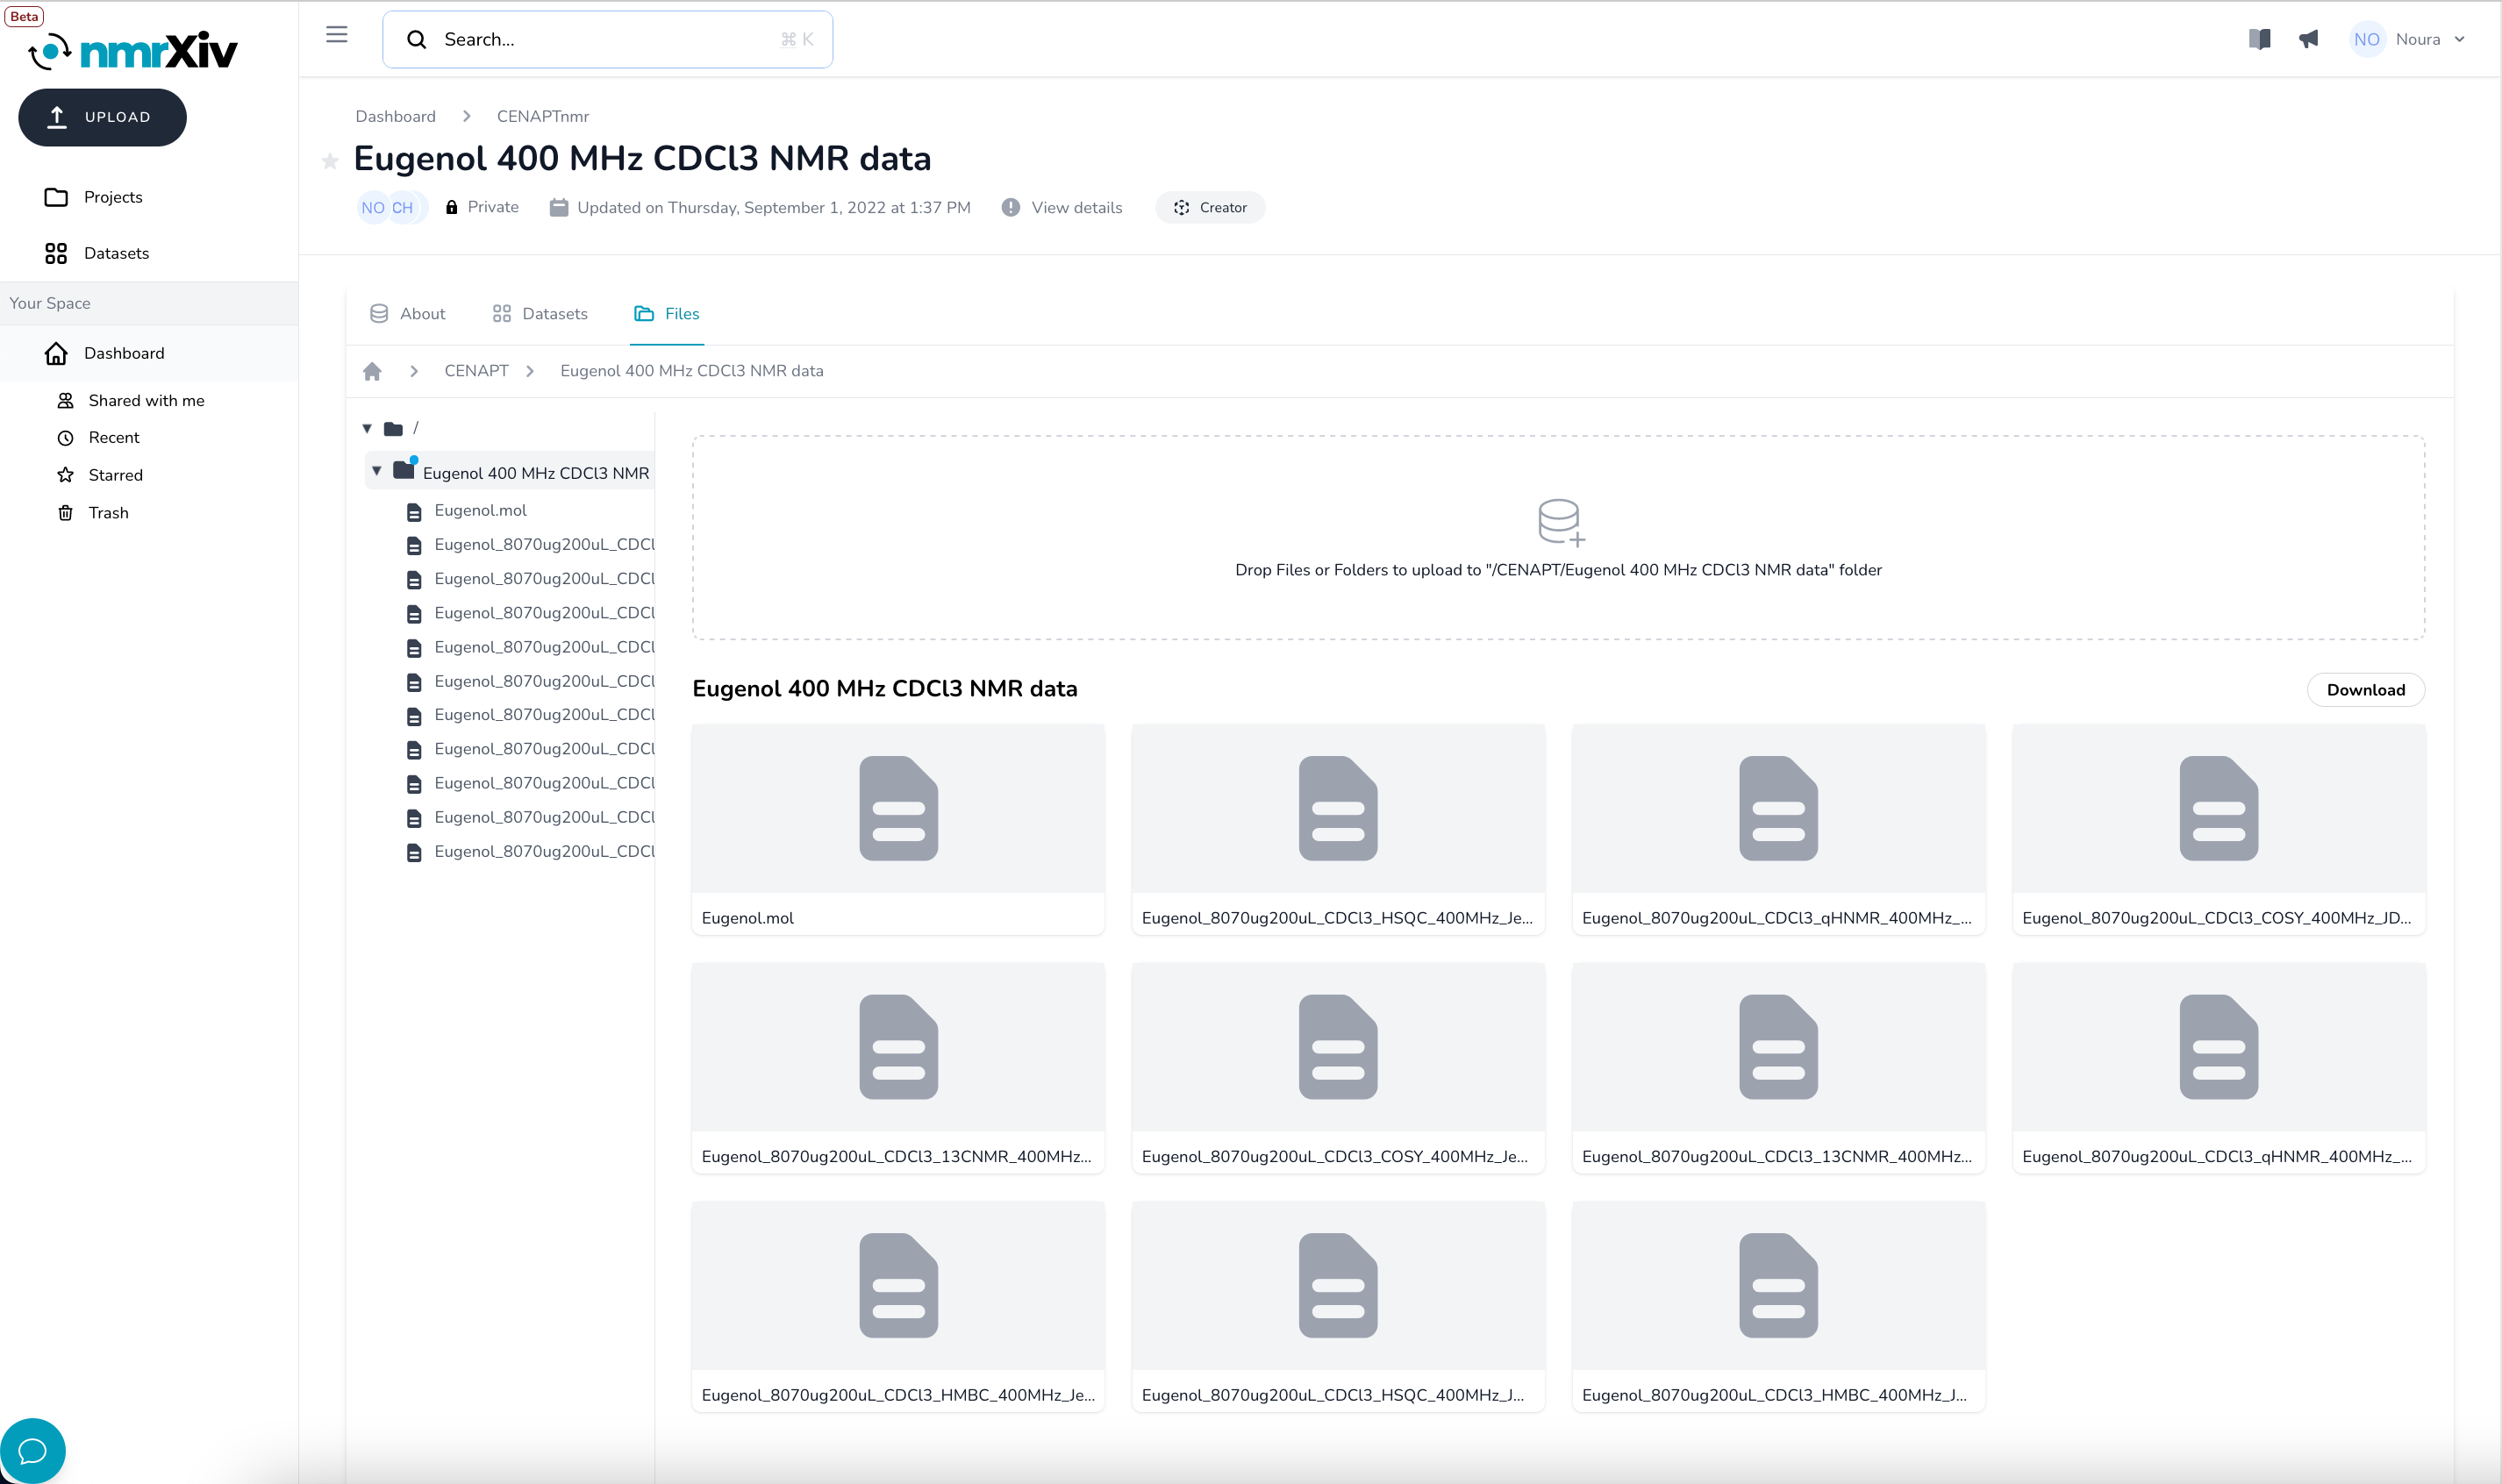 Beta
nmrXiv
UPLOAD
Projects
Datasets
Your Space
Dashboard
Shared with me
Recent
Starred
Trash
Search...
⌘ K
NO Noura
Dashboard > CENAPTnmr
Eugenol 400 MHz CDCl3 NMR data
NO CH Private Updated on Thursday, September 1, 2022 at 1:37 PM View details Creator
About Datasets Files
CENAPT > Eugenol 400 MHz CDCl3 NMR data
/
Eugenol 400 MHz CDCl3 NMR
Eugenol.mol
Eugenol_8070ug200uL_CDCl
Eugenol_8070ug200uL_CDCl
Eugenol_8070ug200uL_CDCl
Eugenol_8070ug200uL_CDCl
Eugenol_8070ug200uL_CDCl
Eugenol_8070ug200uL_CDCl
Eugenol_8070ug200uL_CDCl
Eugenol_8070ug200uL_CDCl
Eugenol_8070ug200uL_CDCl
Eugenol_8070ug200uL_CDCl
Drop Files or Folders to upload to "/CENAPT/Eugenol 400 MHz CDCl3 NMR data" folder
Eugenol 400 MHz CDCl3 NMR data
Download
Eugenol.mol
Eugenol_8070ug200uL_CDCl3_HSQC_400MHz_Je...
Eugenol_8070ug200uL_CDCl3_qHNMR_400MHz_...
Eugenol_8070ug200uL_CDCl3_COSY_400MHz_JD...
Eugenol_8070ug200uL_CDCl3_13CNMR_400MHz...
Eugenol_8070ug200uL_CDCl3_COSY_400MHz_Je...
Eugenol_8070ug200uL_CDCl3_13CNMR_400MHz...
Eugenol_8070ug200uL_CDCl3_qHNMR_400MHz_...
Eugenol_8070ug200uL_CDCl3_HMBC_400MHz_Je...
Eugenol_8070ug200uL_CDCl3_HSQC_400MHz_J...
Eugenol_8070ug200uL_CDCl3_HMBC_400MHz_J...